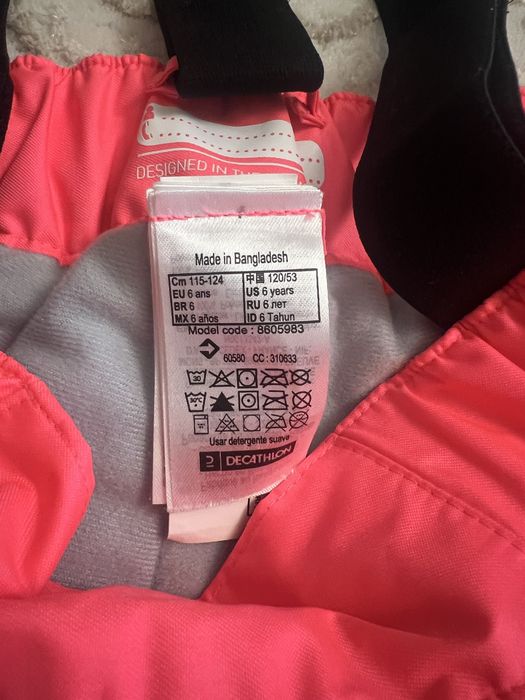 DESIGNED IN THE
Made in Bangladesh
Cm 115-124
EU 6 ans
BR 6
MX 6 años
中国 120/53
US 6 years
RU 6 лет
ID 6 Tahun
Model code : 8605983
60580 CC : 310633
30
30°C
Usar detergente suave
DECATHLON